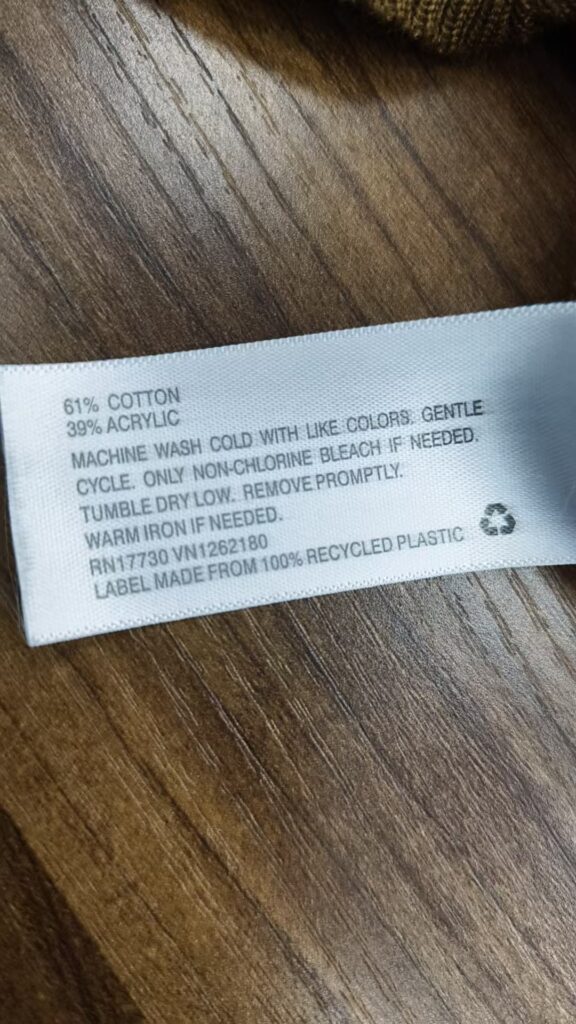 61% COTTON
39% ACRYLIC
MACHINE WASH COLD WITH LIKE COLORS. GENTLE
CYCLE. ONLY NON-CHLORINE BLEACH IF NEEDED.
TUMBLE DRY LOW. REMOVE PROMPTLY.
WARM IRON IF NEEDED.
RN17730 VN1262180
LABEL MADE FROM 100% RECYCLED PLASTIC